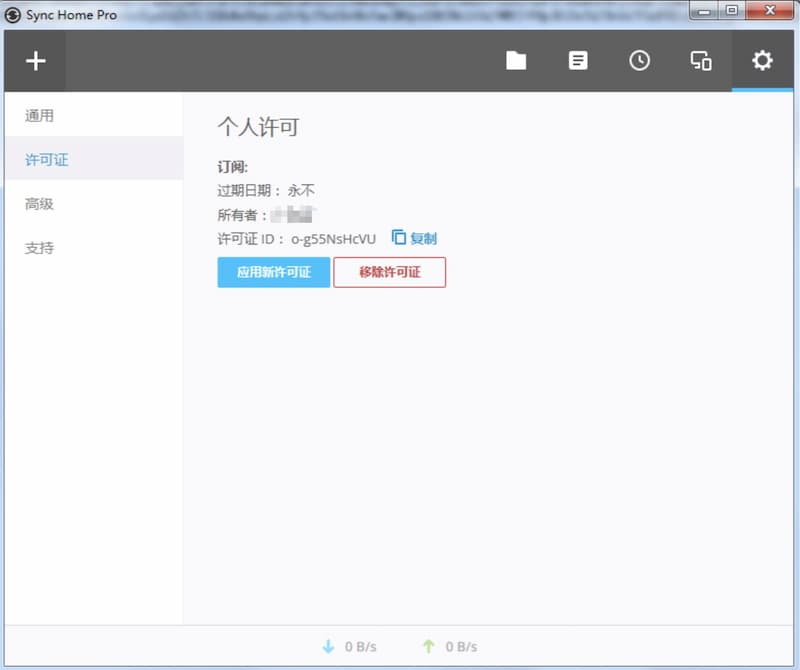 Sync Home Pro
通用
许可证
高级
支持
个人许可
订阅:
过期日期： 永不
所有者：
许可证 ID： o-g55NsHcVU 复制
应用新许可证 移除许可证
0 B/s 0 B/s